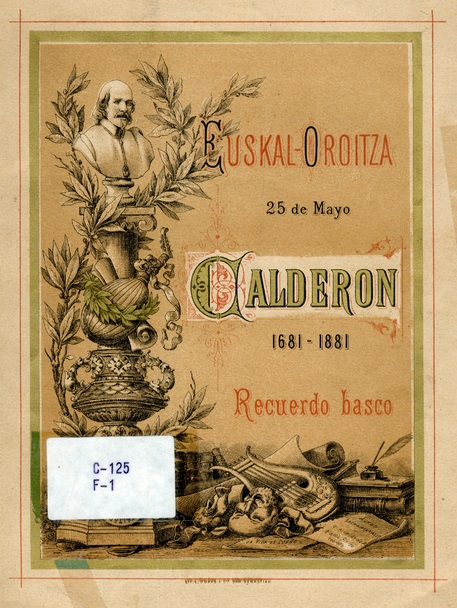 EUSKAL-OROITZA
25 de Mayo
CALDERON
1681 - 1881
Recuerdo basco
C-125
F-1